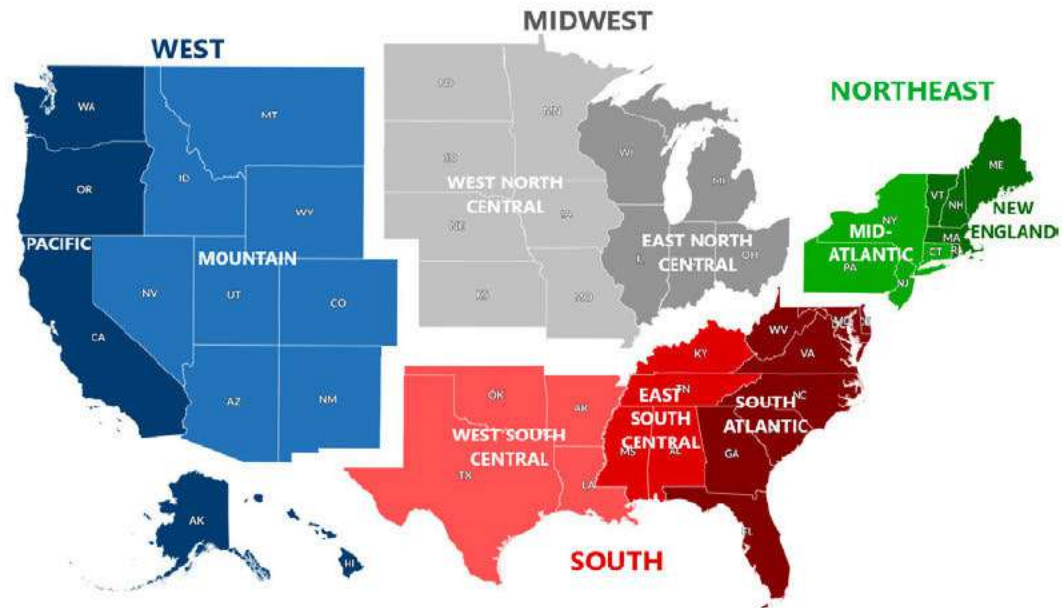 MIDWEST
WEST
NORTHEAST
WA
MT
ND
MN
OR
ID
WY
SD
WI
MI
ME
VT
NH
NY
MA
CT
RI
PA
NJ
NEW
ENGLAND
MID-
ATLANTIC
PACIFIC
MOUNTAIN
WEST NORTH
CENTRAL
NE
IA
EAST NORTH
CENTRAL
IL
OH
NV
UT
CO
KS
MO
CA
AZ
NM
WV
MD
DE
VA
KY
TN
NC
OK
AR
EAST
SOUTH
CENTRAL
SOUTH
ATLANTIC
WEST SOUTH
CENTRAL
TX
LA
MS
AL
GA
FL
AK
HI
SOUTH